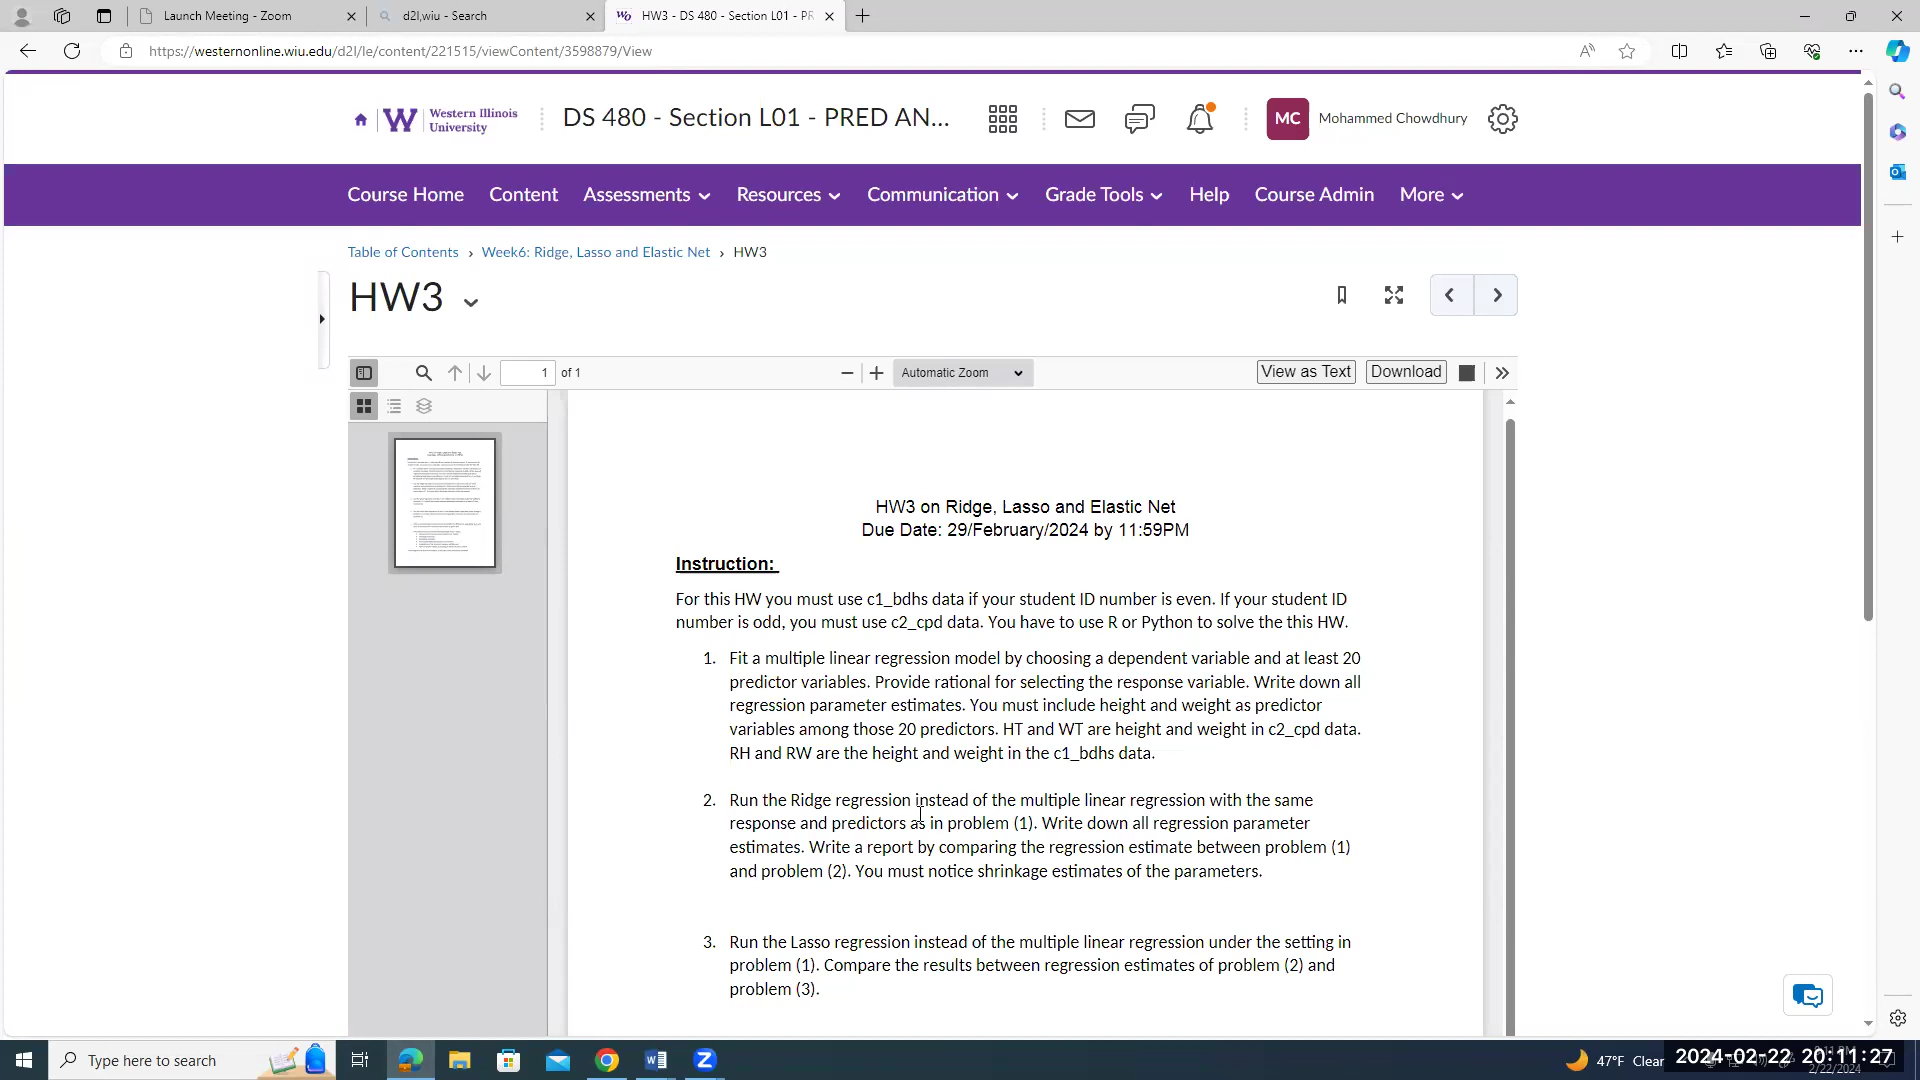 Launch Meeting - Zoom
d2l,wiu - Search
HW3 - DS 480 - Section L01 - PR
https://westernonline.wiu.edu/d2l/le/content/221515/viewContent/3598879/View
Western Illinois
University
DS 480 - Section L01 - PRED AN...
MC
Mohammed Chowdhury
Course Home
Content
Assessments
Resources
Communication
Grade Tools
Help
Course Admin
More
Table of Contents › Week6: Ridge, Lasso and Elastic Net › HW3
HW3
1 of 1
Automatic Zoom
View as Text
Download
HW3 on Ridge, Lasso and Elastic Net
Due Date: 29/February/2024 by 11:59PM
Instruction:
For this HW you must use c1_bdhs data if your student ID number is even. If your student ID
number is odd, you must use c2_cpd data. You have to use R or Python to solve the this HW.
1. Fit a multiple linear regression model by choosing a dependent variable and at least 20
predictor variables. Provide rational for selecting the response variable. Write down all
regression parameter estimates. You must include height and weight as predictor
variables among those 20 predictors. HT and WT are height and weight in c2_cpd data.
RH and RW are the height and weight in the c1_bdhs data.
2. Run the Ridge regression instead of the multiple linear regression with the same
response and predictors as in problem (1). Write down all regression parameter
estimates. Write a report by comparing the regression estimate between problem (1)
and problem (2). You must notice shrinkage estimates of the parameters.
3. Run the Lasso regression instead of the multiple linear regression under the setting in
problem (1). Compare the results between regression estimates of problem (2) and
problem (3).
Type here to search
47°F Clear
2024-02-22 20:11:27
2/22/2024